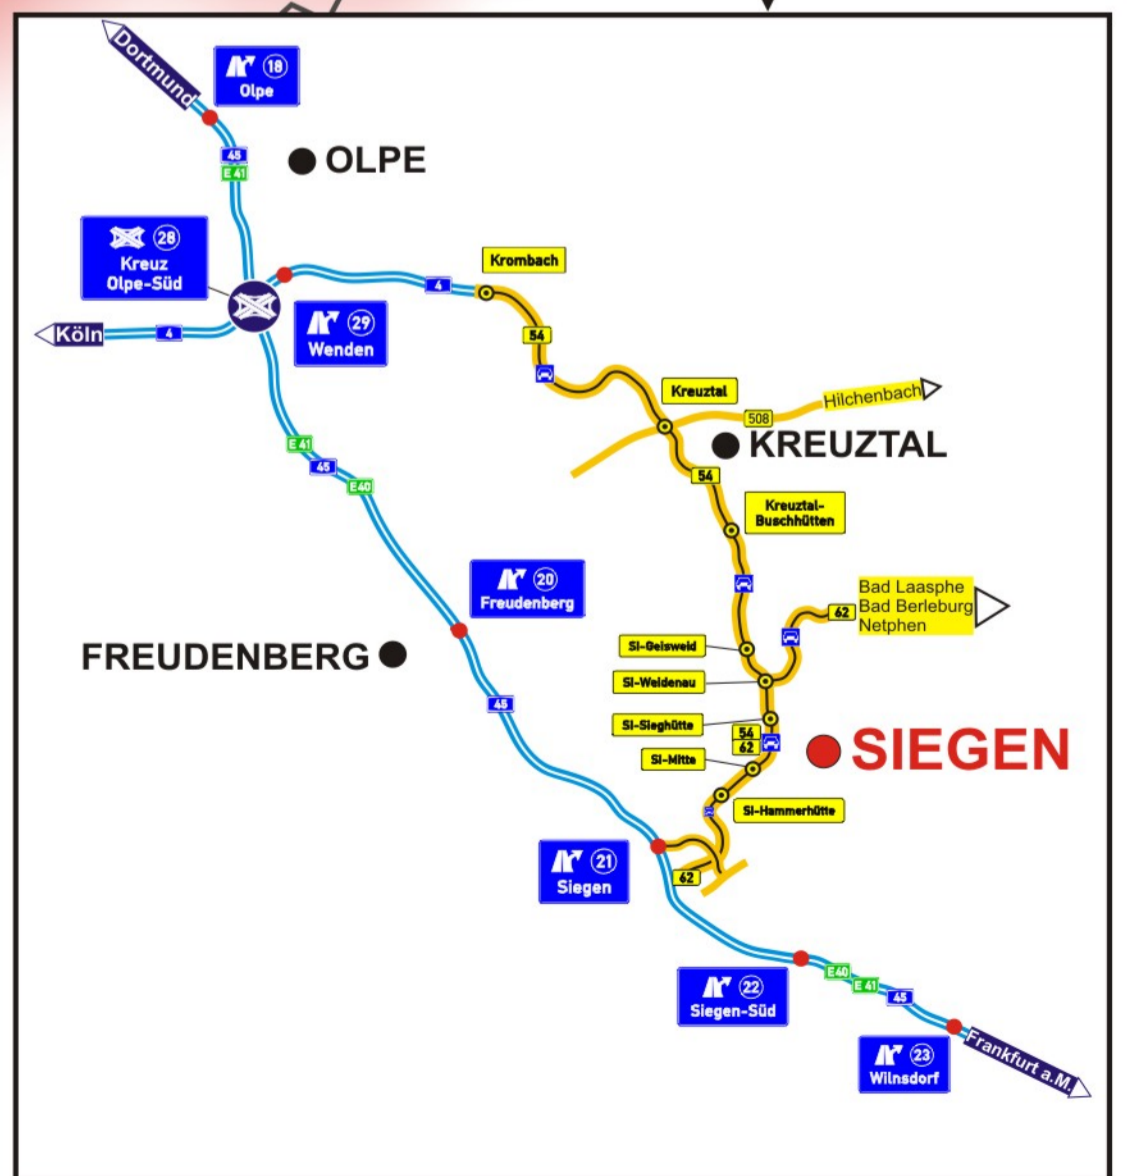 Dortmund
18
Olpe
45
E 41
OLPE
28
Kreuz
Olpe-Süd
Krombach
4
29
Wenden
Köln
4
54
Kreuztal
Hilchenbach
508
KREUZTAL
E 41
45
E40
54
Kreuztal-
Buschhütten
20
Freudenberg
Bad Laasphe
Bad Berleburg
Netphen
62
FREUDENBERG
SI-Geisweid
SI-Weidenau
45
SI-Sieghütte
54
62
SIEGEN
SI-Mitte
SI-Hammerhütte
21
Siegen
62
E40
E 41
45
22
Siegen-Süd
23
Wilnsdorf
Frankfurt a.M.